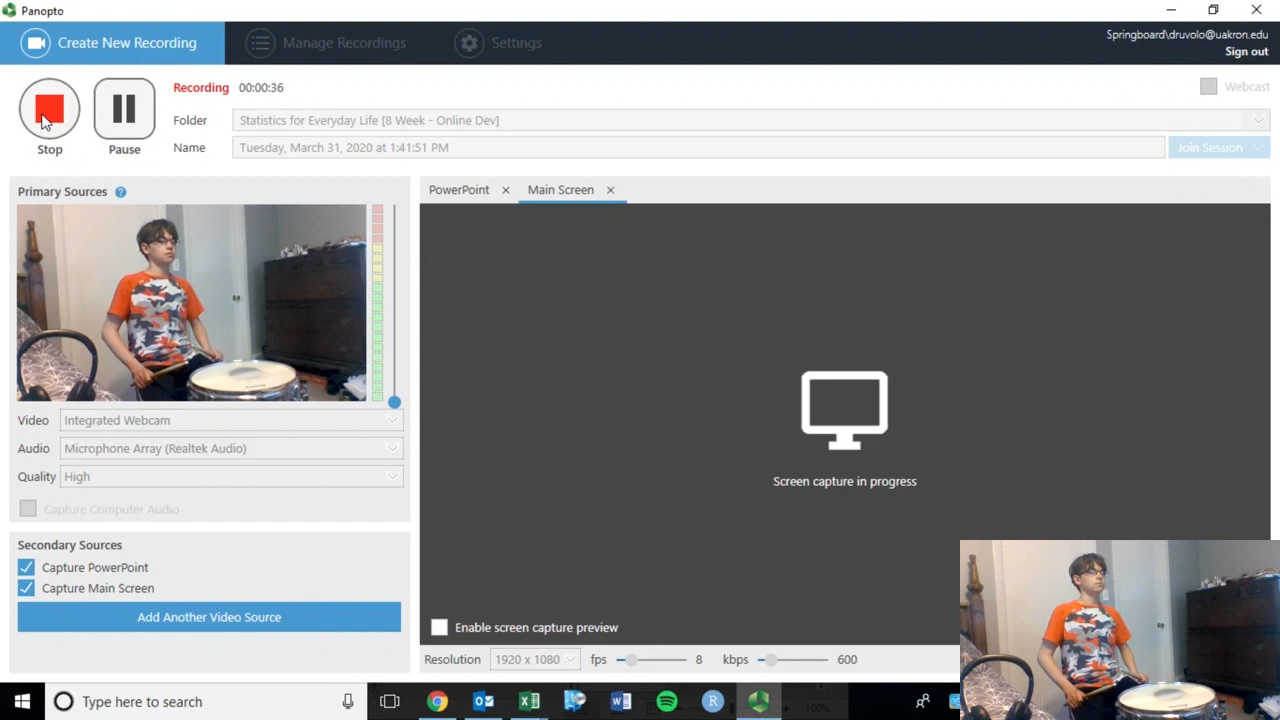 Panopto
Create New Recording
Manage Recordings
Settings
Springboard\druvolo@uakron.edu
Sign out
Recording 00:00:36
Webcast
Folder Statistics for Everyday Life [8 Week - Online Dev]
Stop Pause Name Tuesday, March 31, 2020 at 1:41:51 PM Join Session
Primary Sources ?
PowerPoint Main Screen
Video Integrated Webcam
Audio Microphone Array (Realtek Audio)
Quality High
Capture Computer Audio
Screen capture in progress
Secondary Sources
Capture PowerPoint
Capture Main Screen
Add Another Video Source
Enable screen capture preview
Resolution 1920 x 1080 fps 8 kbps 600
Type here to search
100%